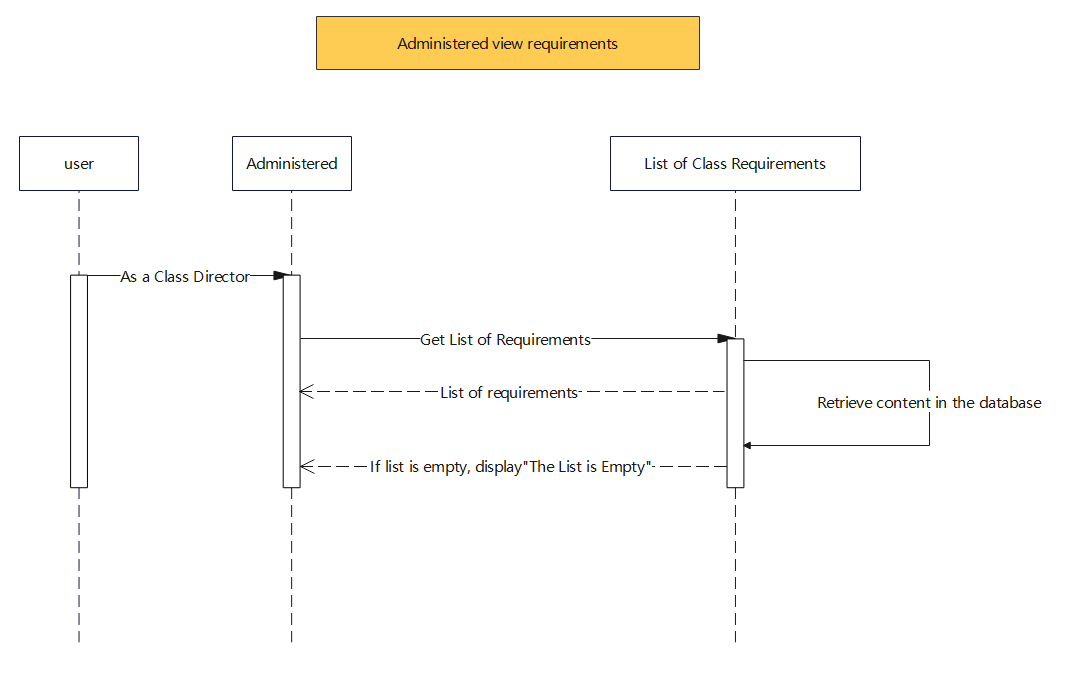 Administered view requirements
user
Administered
List of Class Requirements
As a Class Director
Get List of Requirements
List of requirements
Retrieve content in the database
If list is empty, display"The List is Empty"